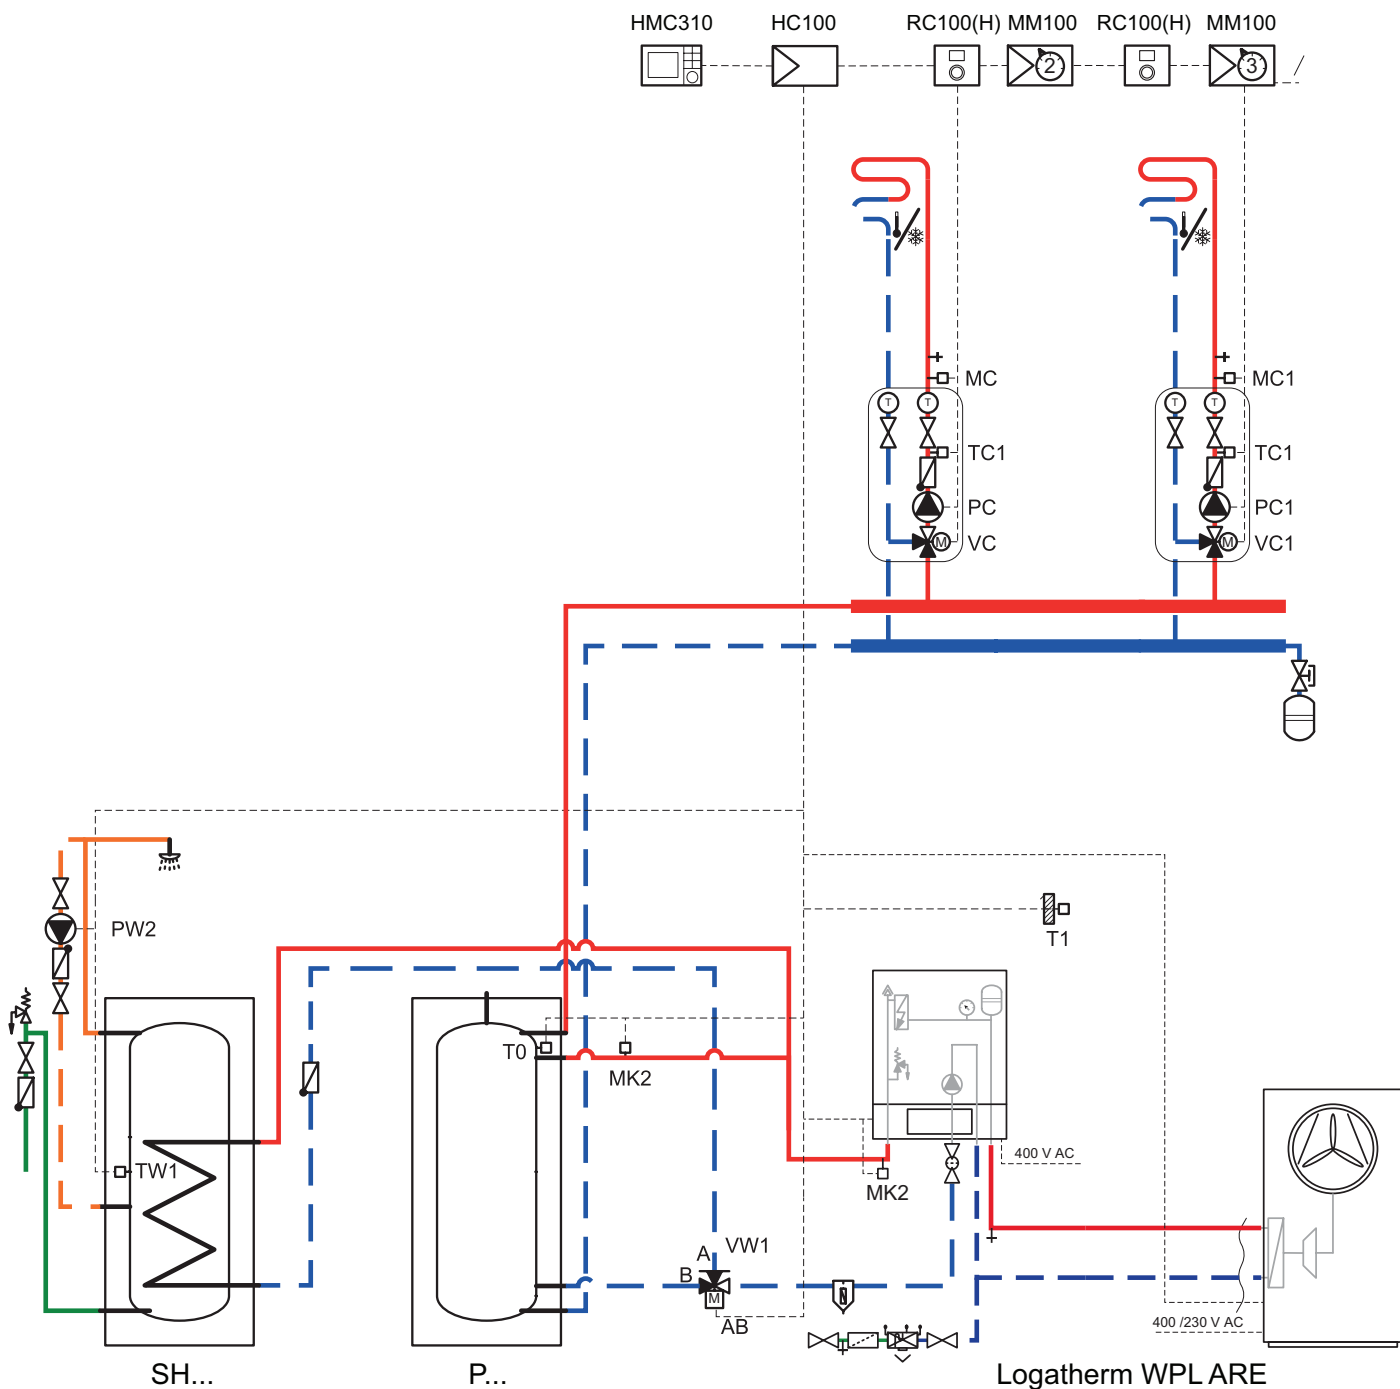 HMC310 HC100 RC100(H) MM100 RC100(H) MM100
2 3
MC MC1
T T T T
TC1 TC1
PC PC1
M VC M VC1
PW2
T1
T0
MK2
400 V AC
TW1
MK2
A VW1
B
M
AB
400 /230 V AC
SH... P... Logatherm WPL ARE